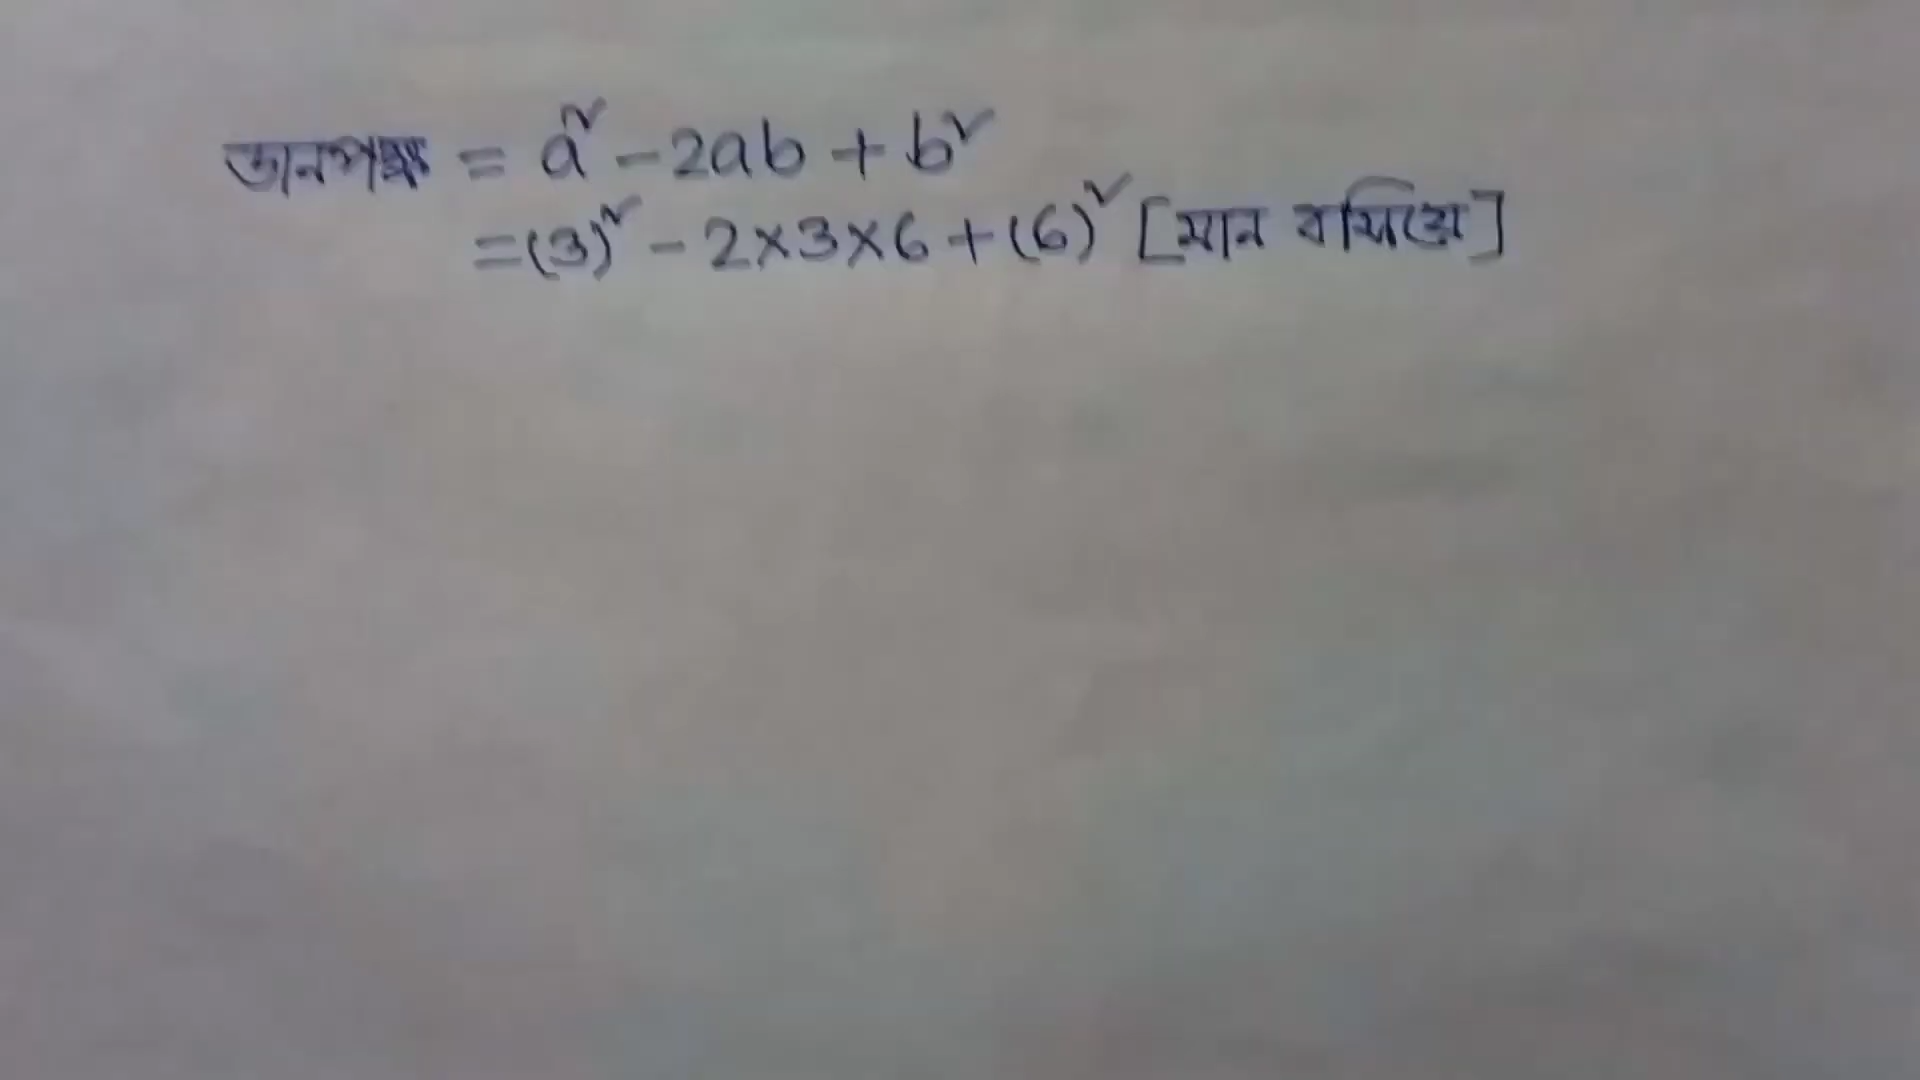 ডানপক্ষ = a² - 2ab + b²
= (3)² - 2×3×6 + (6)² [মান বসিয়ে]